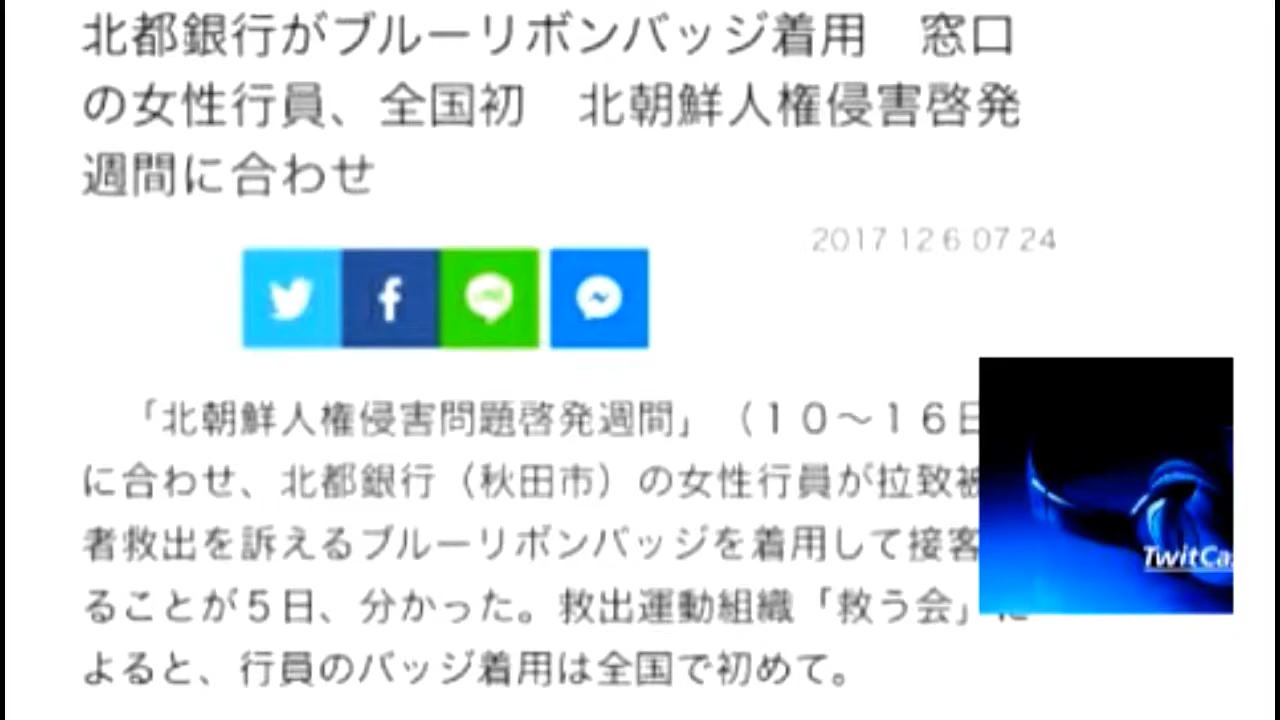 北都銀行がブルーリボンバッジ着用　窓口
の女性行員、全国初　北朝鮮人権侵害啓発
週間に合わせ
2017 12 6 07 24
「北朝鮮人権侵害問題啓発週間」（１０～１６日
に合わせ、北都銀行（秋田市）の女性行員が拉致被
者救出を訴えるブルーリボンバッジを着用して接客
ることが５日、分かった。救出運動組織「救う会」に
よると、行員のバッジ着用は全国で初めて。
TwitCa